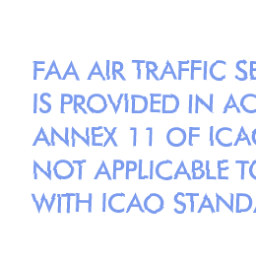 FAA AIR TRAFFIC SE
IS PROVIDED IN AC
ANNEX 11 OF ICAO
NOT APPLICABLE TO
WITH ICAO STANDA